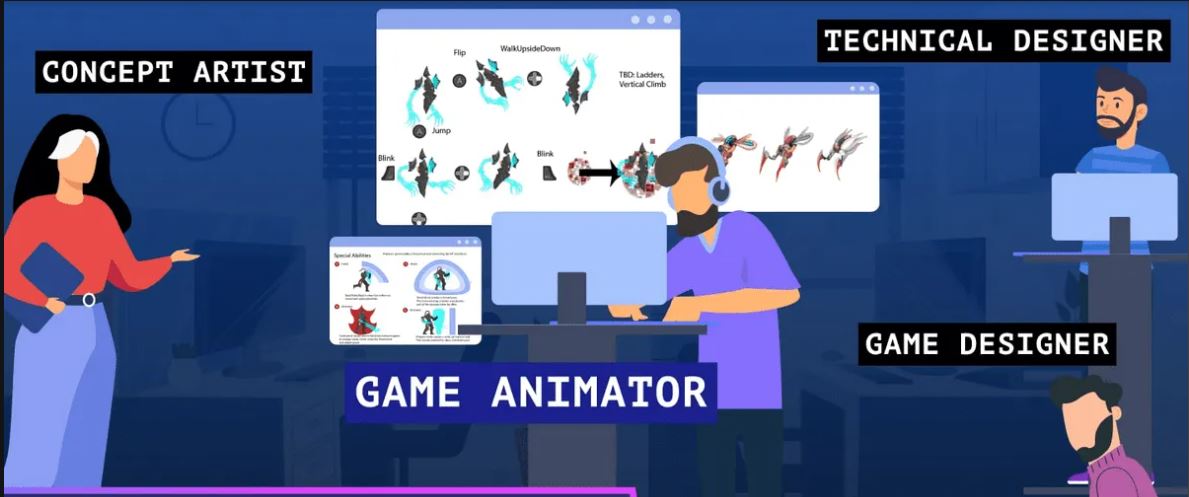 CONCEPT ARTIST
TECHNICAL DESIGNER
Flip
WalkUpsideDown
TBD: Ladders,
Vertical Climb
A
A
Jump
Blink
Blink
Special Abilities
GAME DESIGNER
GAME ANIMATOR